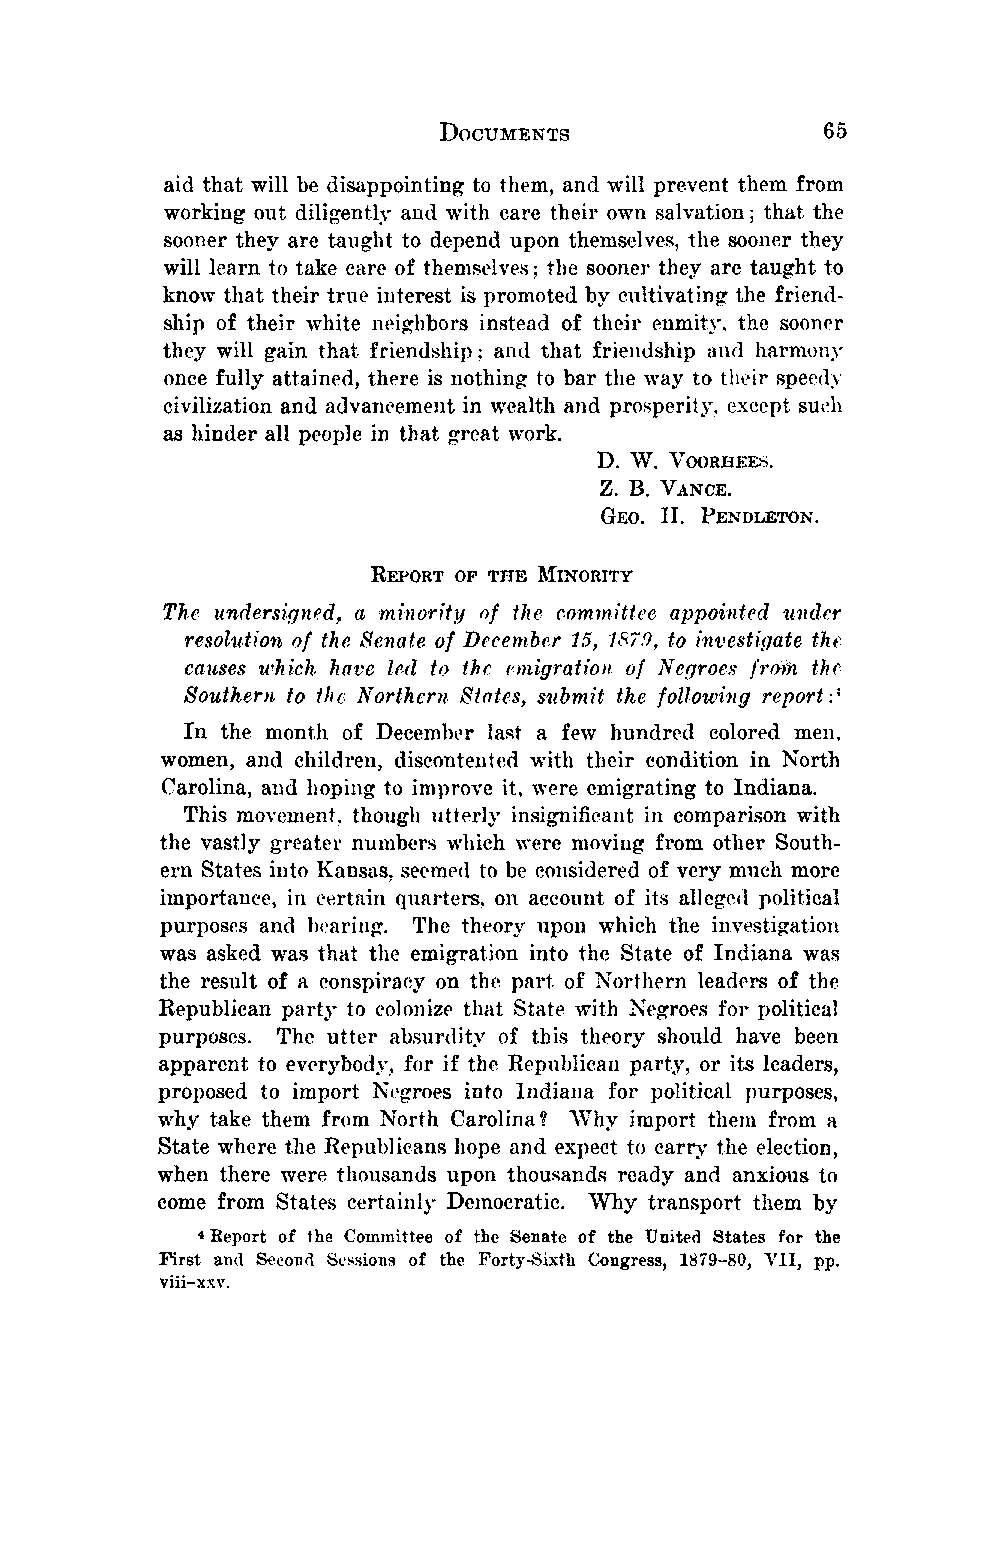 DOCUMENTS 65
aid that will be disappointing to them, and will prevent them from
working out diligently and with care their own salvation; that the
sooner they are taught to depend upon themselves, the sooner they
will learn to take care of themselves; the sooner they are taught to
know that their true interest is promoted by cultivating the friend-
ship of their white neighbors instead of their enmity, the sooner
they will gain that friendship; and that friendship and harmony
once fully attained, there is nothing to bar the way to their speedy
civilization and advancement in wealth and prosperity, except such
as hinder all people in that great work.
D. W. VOORHEES.
Z. B. VANCE.
GEO. H. PENDLETON.
REPORT OF THE MINORITY
The undersigned, a minority of the committee appointed under
resolution of the Senate of December 15, 1879, to investigate the
causes which have led to the emigration of Negroes from the
Southern to the Northern States, submit the following report:⁴
In the month of December last a few hundred colored men,
women, and children, discontented with their condition in North
Carolina, and hoping to improve it, were emigrating to Indiana.
This movement, though utterly insignificant in comparison with
the vastly greater numbers which were moving from other South-
ern States into Kansas, seemed to be considered of very much more
importance, in certain quarters, on account of its alleged political
purposes and bearing. The theory upon which the investigation
was asked was that the emigration into the State of Indiana was
the result of a conspiracy on the part of Northern leaders of the
Republican party to colonize that State with Negroes for political
purposes. The utter absurdity of this theory should have been
apparent to everybody, for if the Republican party, or its leaders,
proposed to import Negroes into Indiana for political purposes,
why take them from North Carolina? Why import them from a
State where the Republicans hope and expect to carry the election,
when there were thousands upon thousands ready and anxious to
come from States certainly Democratic. Why transport them by
⁴ Report of the Committee of the Senate of the United States for the
First and Second Sessions of the Forty-Sixth Congress, 1879–80, VII, pp.
viii–xxv.